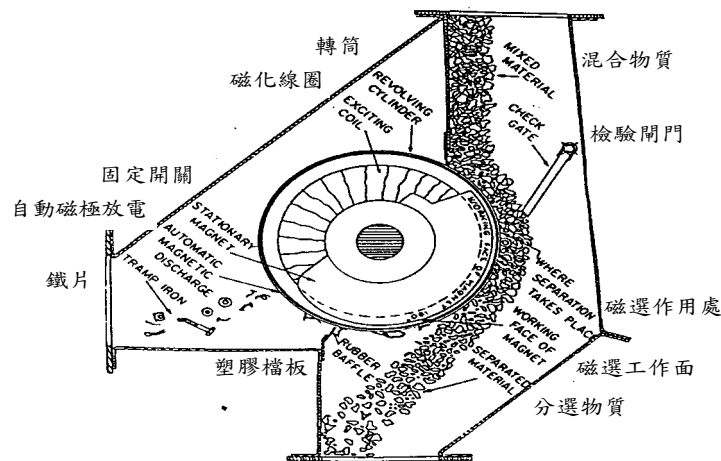 轉筒
磁化線圈
固定開關
自動磁極放電
鐵片
塑膠檔板
REVOLVING
CYLINDER
EXCITING
COIL
STATIONARY
MAGNET
AUTOMATIC
MAGNETIC
DISCHARGE
TRAMP IRON
RUBBER
BAFFLE
MIXED
MATERIAL
CHECK
GATE
WHERE
SEPARATION
TAKES PLAC
WORKING
FACE OF
MAGNET
SEPARATED
MATERIAL
混合物質
檢驗閘門
磁選作用處
磁選工作面
分選物質